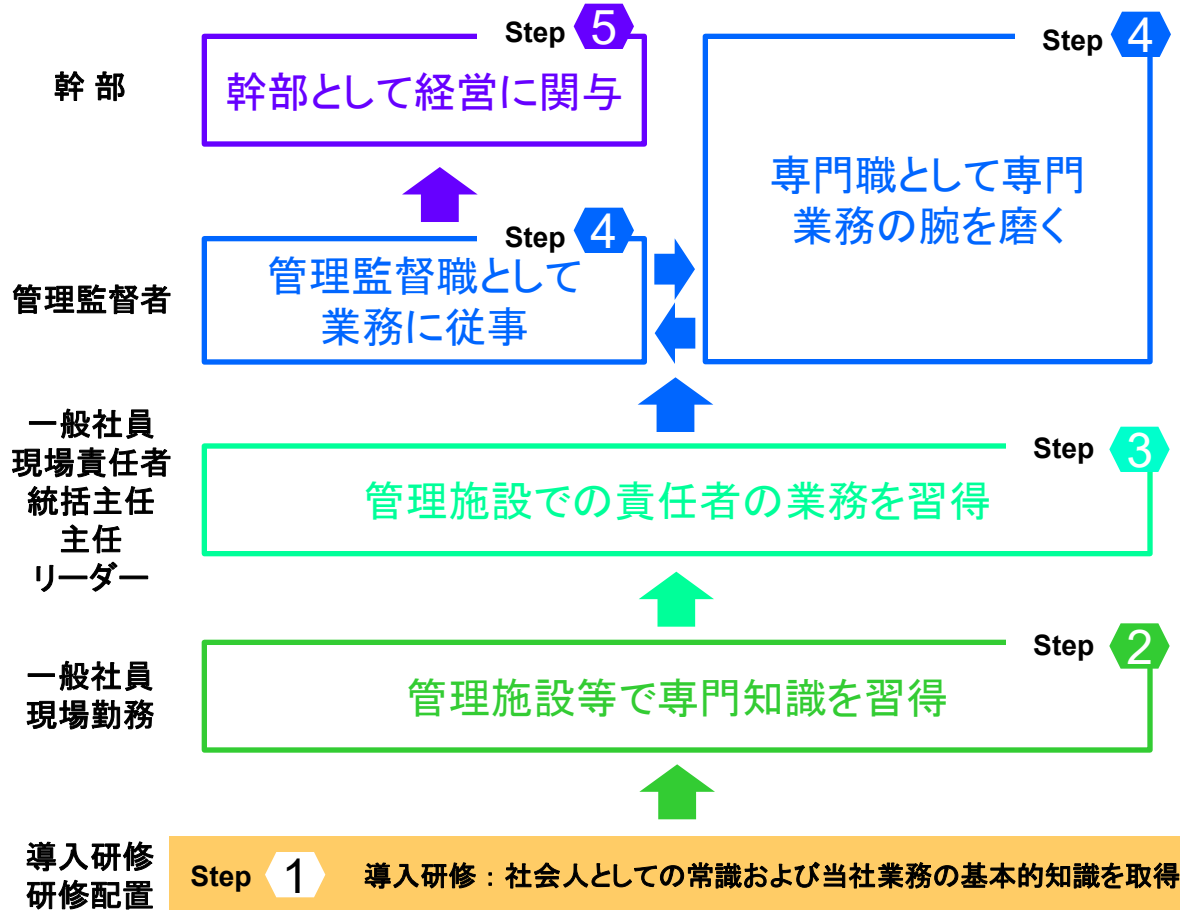 幹 部
Step 5
幹部として経営に関与
Step 4
専門職として専門
業務の腕を磨く
管理監督者
Step 4
管理監督職として
業務に従事
一般社員
現場責任者
統括主任
主任
リーダー
Step 3
管理施設での責任者の業務を習得
一般社員
現場勤務
Step 2
管理施設等で専門知識を習得
導入研修
研修配置
Step 1 導入研修：社会人としての常識および当社業務の基本的知識を取得